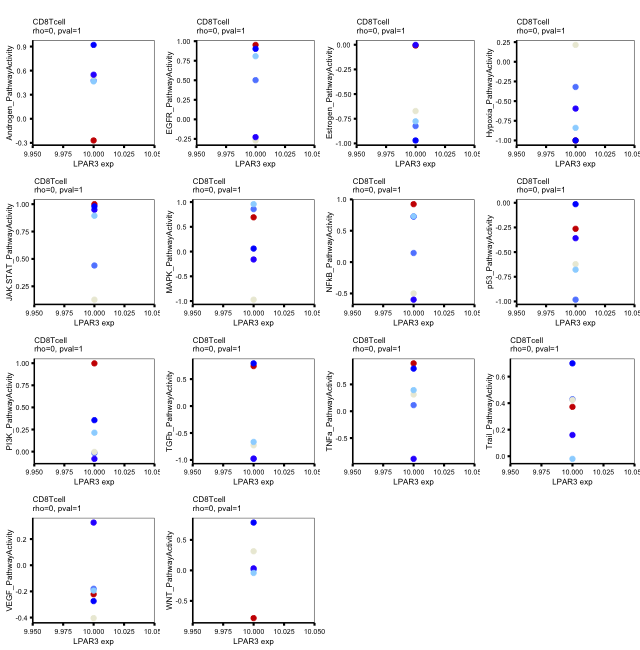 CD8Tcell
rho=0, pval=1
Androgen_PathwayActivity
0.9
0.6
0.3
0.0
-0.3
9.950 9.975 10.000 10.025 10.05
LPAR3 exp
CD8Tcell
rho=0, pval=1
EGFR_PathwayActivity
1.00
0.75
0.50
0.25
0.00
-0.25
9.950 9.975 10.000 10.025 10.05
LPAR3 exp
CD8Tcell
rho=0, pval=1
Estrogen_PathwayActivity
0.00
-0.25
-0.50
-0.75
-1.00
9.950 9.975 10.000 10.025 10.05
LPAR3 exp
CD8Tcell
rho=0, pval=1
Hypoxia_PathwayActivity
0.25
0.00
-0.25
-0.50
-0.75
-1.00
9.950 9.975 10.000 10.025 10.05
LPAR3 exp
CD8Tcell
rho=0, pval=1
JAK.STAT_PathwayActivity
1.00
0.75
0.50
0.25
9.950 9.975 10.000 10.025 10.05
LPAR3 exp
CD8Tcell
rho=0, pval=1
MAPK_PathwayActivity
1.0
0.5
0.0
-0.5
-1.0
9.950 9.975 10.000 10.025 10.05
LPAR3 exp
CD8Tcell
rho=0, pval=1
NFkB_PathwayActivity
1.0
0.5
0.0
-0.5
9.950 9.975 10.000 10.025 10.05
LPAR3 exp
CD8Tcell
rho=0, pval=1
p53_PathwayActivity
0.00
-0.25
-0.50
-0.75
-1.00
9.950 9.975 10.000 10.025 10.05
LPAR3 exp
CD8Tcell
rho=0, pval=1
PI3K_PathwayActivity
1.00
0.75
0.50
0.25
0.00
9.950 9.975 10.000 10.025 10.05
LPAR3 exp
CD8Tcell
rho=0, pval=1
TGFb_PathwayActivity
0.5
0.0
-0.5
-1.0
9.950 9.975 10.000 10.025 10.05
LPAR3 exp
CD8Tcell
rho=0, pval=1
TNFa_PathwayActivity
0.5
0.0
-0.5
9.950 9.975 10.000 10.025 10.05
LPAR3 exp
CD8Tcell
rho=0, pval=1
Trail_PathwayActivity
0.6
0.4
0.2
0.0
9.950 9.975 10.000 10.025 10.05
LPAR3 exp
CD8Tcell
rho=0, pval=1
VEGF_PathwayActivity
0.2
0.0
-0.2
-0.4
9.950 9.975 10.000 10.025 10.05
LPAR3 exp
CD8Tcell
rho=0, pval=1
WNT_PathwayActivity
0.5
0.0
-0.5
9.950 9.975 10.000 10.025 10.050
LPAR3 exp